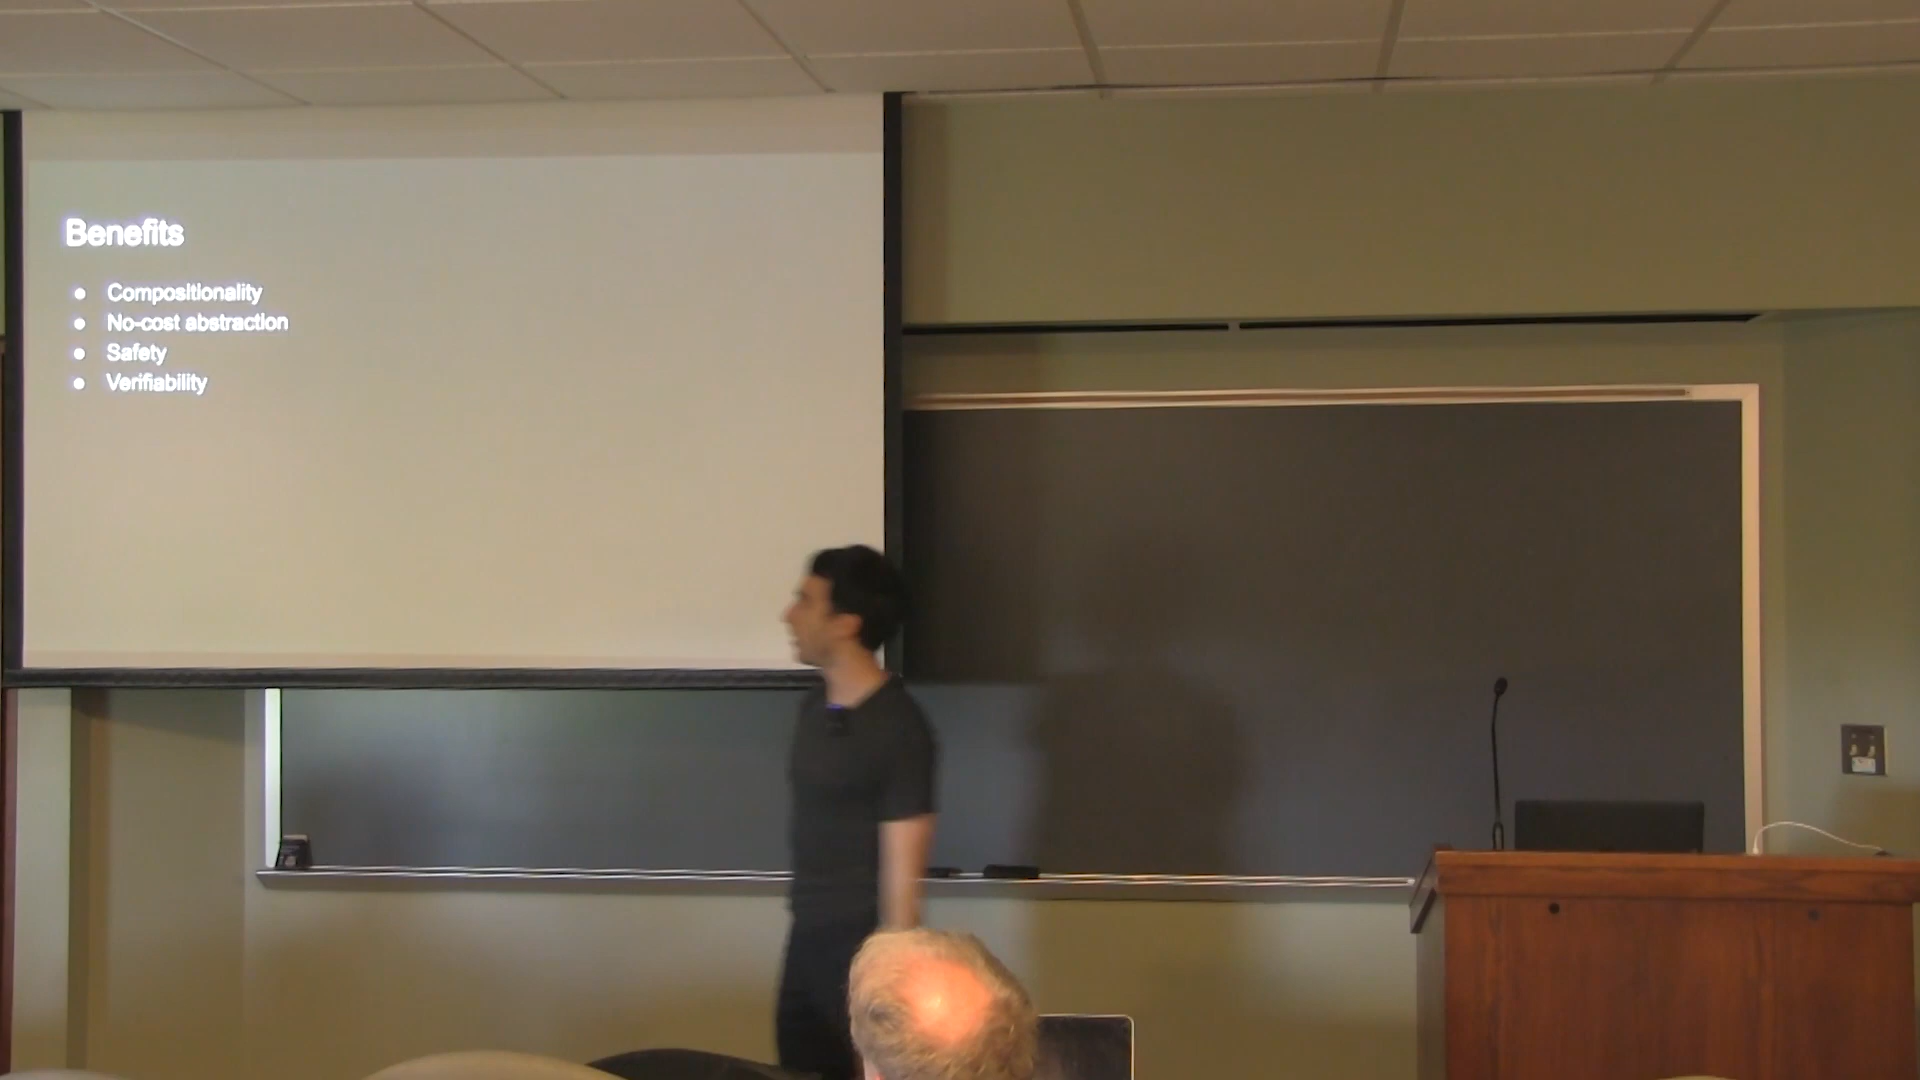 Benefits
● Compositionality
● No-cost abstraction
● Safety
● Verifiability